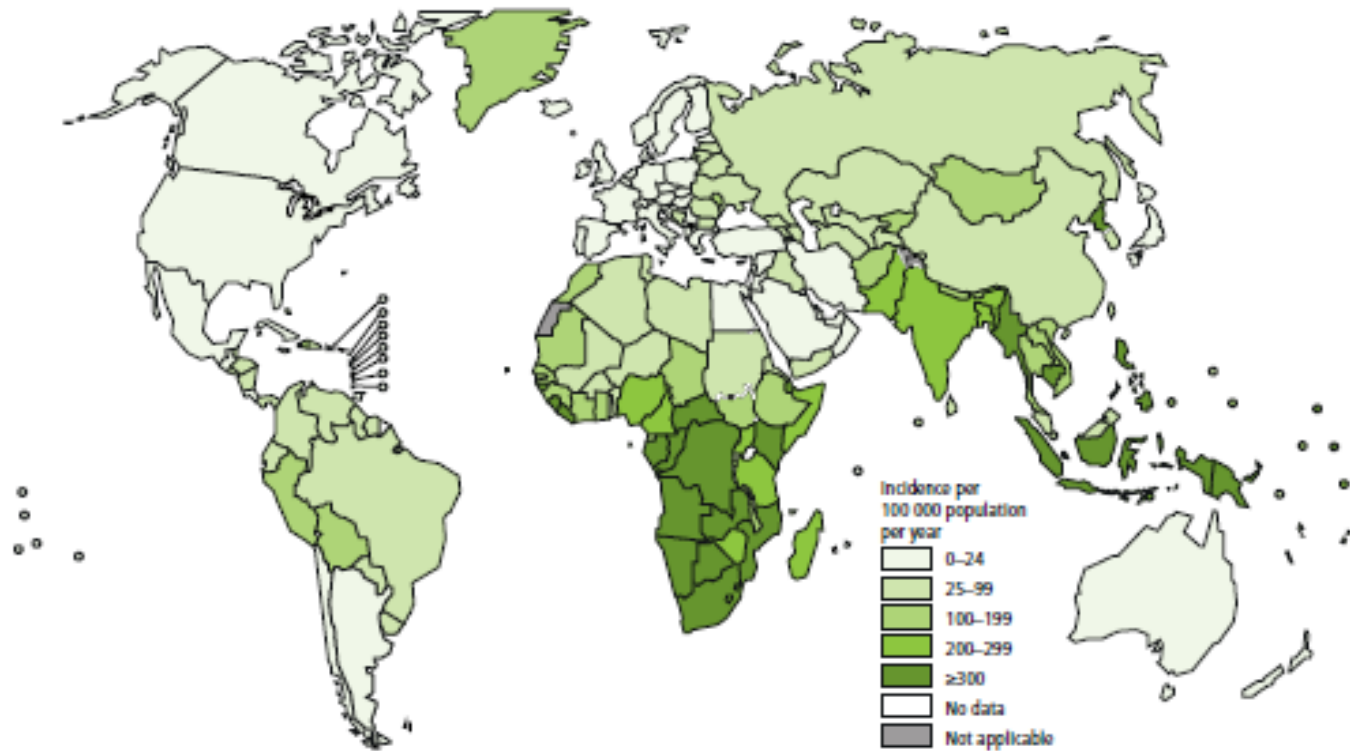 Incidence per
100 000 population
per year
0–24
25–99
100–199
200–299
≥300
No data
Not applicable